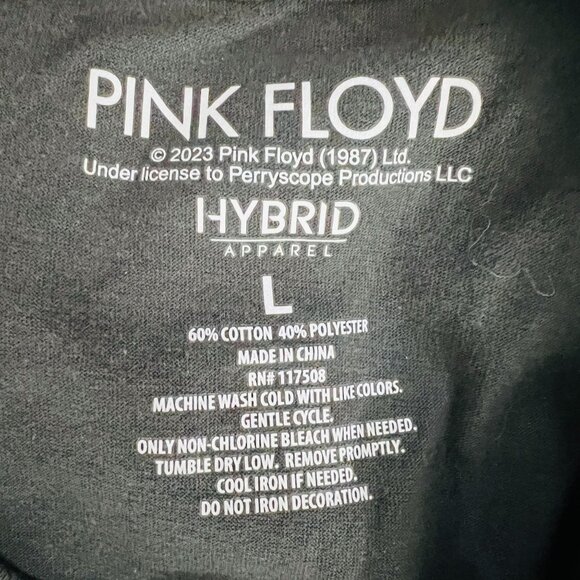 PINK FLOYD
© 2023 Pink Floyd (1987) Ltd.
Under license to Perryscope Productions LLC
HYBRID
APPAREL
L
60% COTTON 40% POLYESTER
MADE IN CHINA
RN# 117508
MACHINE WASH COLD WITH LIKE COLORS.
GENTLE CYCLE.
ONLY NON-CHLORINE BLEACH WHEN NEEDED.
TUMBLE DRY LOW. REMOVE PROMPTLY.
COOL IRON IF NEEDED.
DO NOT IRON DECORATION.